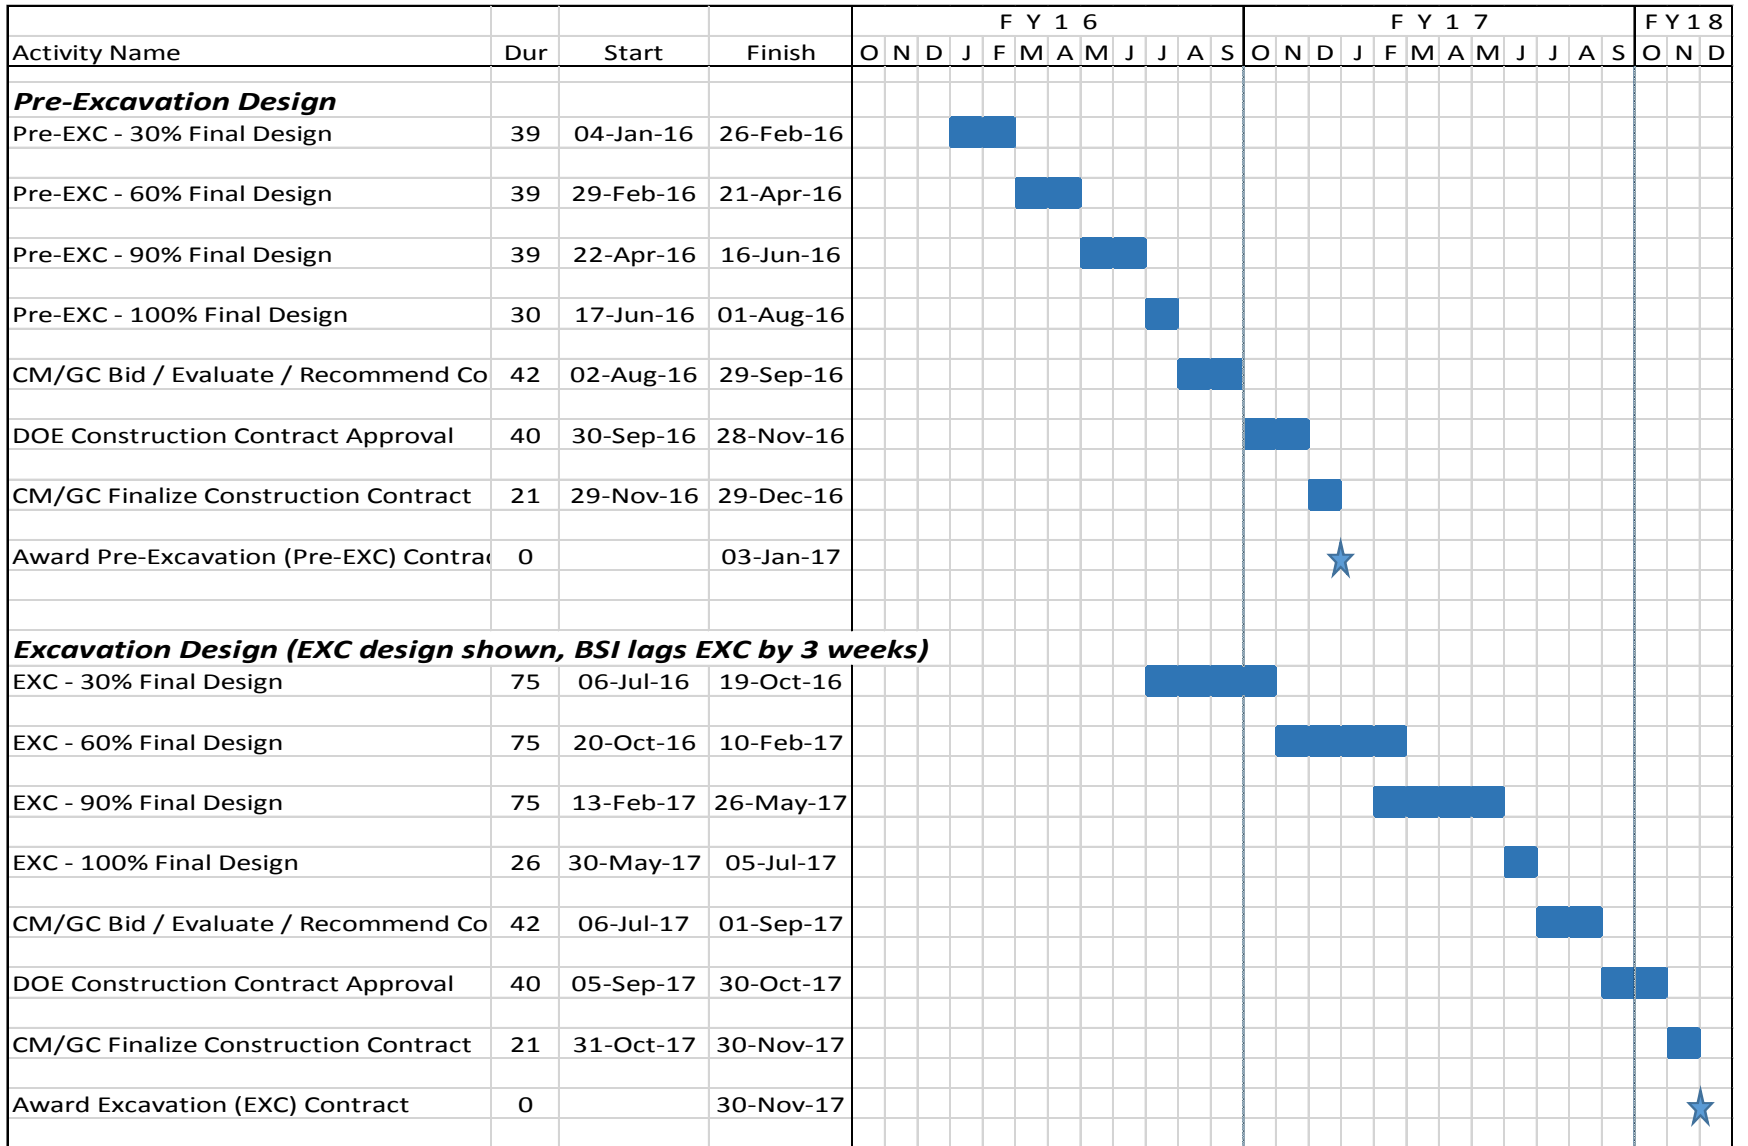 F Y 1 6 F Y 1 7 F Y 1 8
Activity Name Dur Start Finish O N D J F M A M J J A S O N D J F M A M J J A S O N D
Pre-Excavation Design
Pre-EXC - 30% Final Design 39 04-Jan-16 26-Feb-16
Pre-EXC - 60% Final Design 39 29-Feb-16 21-Apr-16
Pre-EXC - 90% Final Design 39 22-Apr-16 16-Jun-16
Pre-EXC - 100% Final Design 30 17-Jun-16 01-Aug-16
CM/GC Bid / Evaluate / Recommend Co 42 02-Aug-16 29-Sep-16
DOE Construction Contract Approval 40 30-Sep-16 28-Nov-16
CM/GC Finalize Construction Contract 21 29-Nov-16 29-Dec-16
Award Pre-Excavation (Pre-EXC) Contrac 0 03-Jan-17
Excavation Design (EXC design shown, BSI lags EXC by 3 weeks)
EXC - 30% Final Design 75 06-Jul-16 19-Oct-16
EXC - 60% Final Design 75 20-Oct-16 10-Feb-17
EXC - 90% Final Design 75 13-Feb-17 26-May-17
EXC - 100% Final Design 26 30-May-17 05-Jul-17
CM/GC Bid / Evaluate / Recommend Co 42 06-Jul-17 01-Sep-17
DOE Construction Contract Approval 40 05-Sep-17 30-Oct-17
CM/GC Finalize Construction Contract 21 31-Oct-17 30-Nov-17
Award Excavation (EXC) Contract 0 30-Nov-17